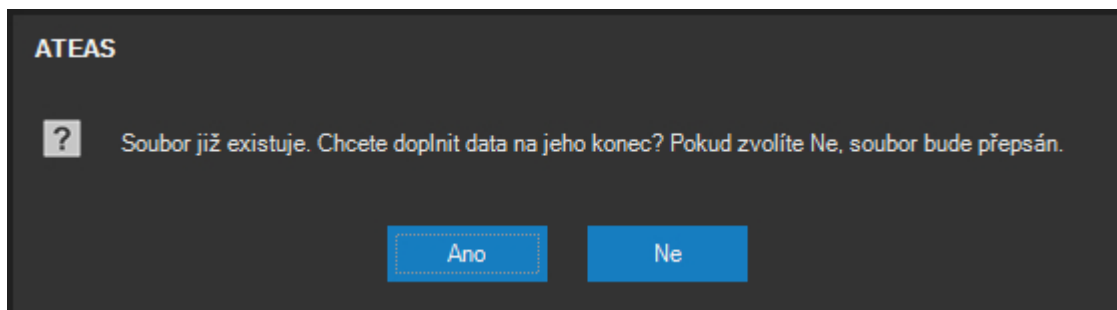 ATEAS
? Soubor již existuje. Chcete doplnit data na jeho konec? Pokud zvolíte Ne, soubor bude přepsán.
Ano Ne